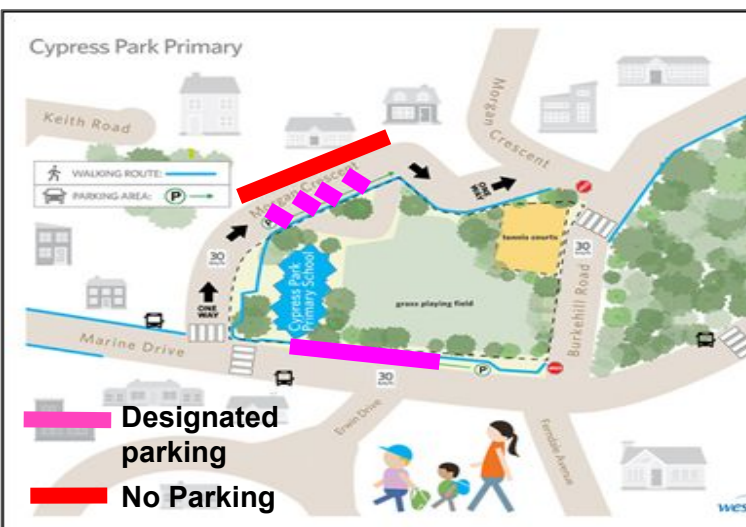 Cypress Park Primary
Keith Road
WALKING ROUTE:
PARKING AREA: P
Morgan Crescent
Morgan
Crescent
ONE
WAY
P
30
tennis courts
30
Cypress Park
Primary School
grass playing field
Burkehill Road
ONE
WAY
Marine Drive
30
P
Erwin Drive
Ferndale Avenue
Designated
parking
No Parking
wes